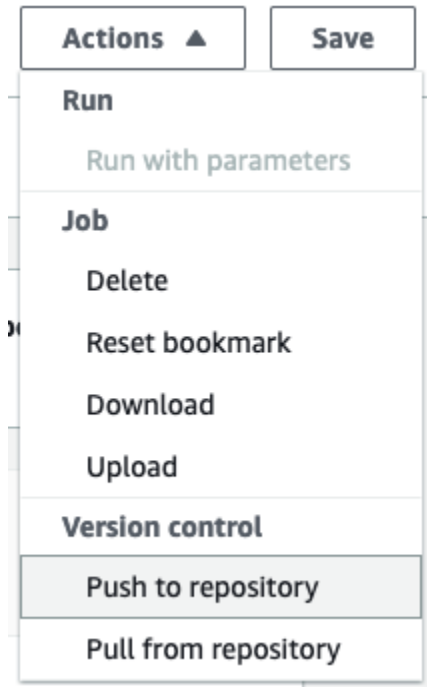 Actions Save
Run
Run with parameters
Job
Delete
Reset bookmark
Download
Upload
Version control
Push to repository
Pull from repository